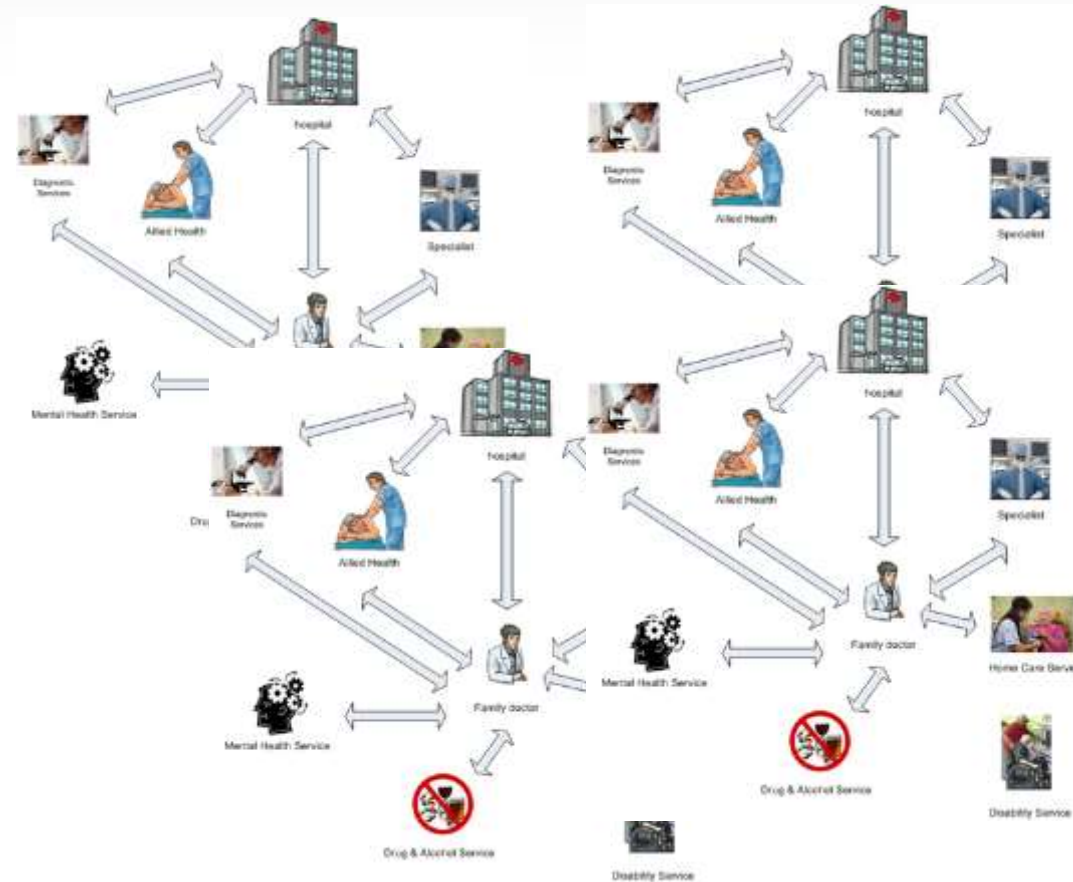 hospital
hospital
Diagnostic
Services
Diagnostic
Services
Allied Health
Allied Health
Specialist
Specialist
hospital
Mental Health Service
Diagnostic
Services
Allied Health
Specialist
hospital
Dru
Diagnostic
Services
Allied Health
Family doctor
Home Care Serv
Mental Health Service
Family doctor
Mental Health Service
Drug & Alcohol Service
Disability Service
Drug & Alcohol Service
Disability Service